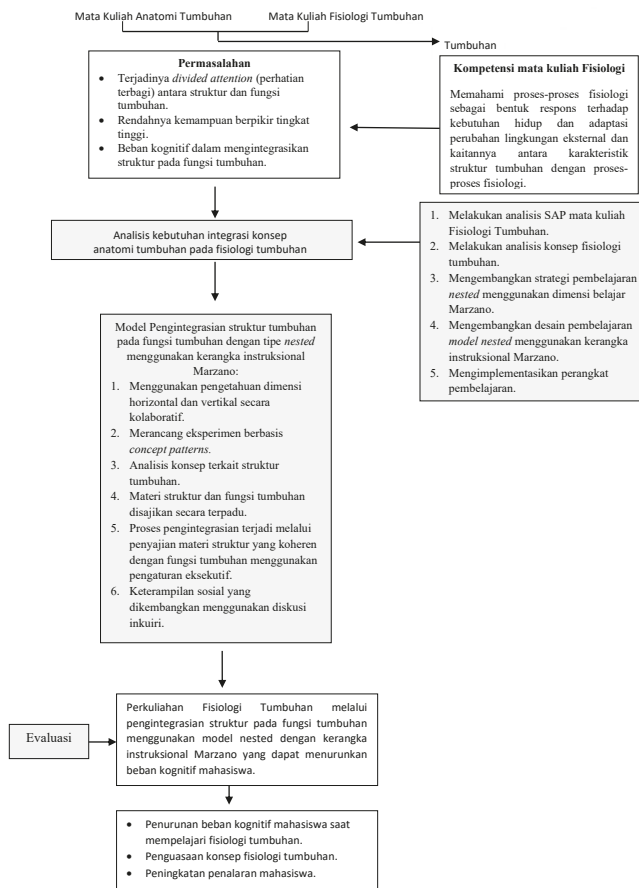 Mata Kuliah Anatomi Tumbuhan
Mata Kuliah Fisiologi Tumbuhan
Tumbuhan
Permasalahan
• Terjadinya divided attention (perhatian
terbagi) antara struktur dan fungsi
tumbuhan.
• Rendahnya kemampuan berpikir tingkat
tinggi.
• Beban kognitif dalam mengintegrasikan
struktur pada fungsi tumbuhan.
Kompetensi mata kuliah Fisiologi
Memahami proses-proses fisiologi
sebagai bentuk respons terhadap
kebutuhan hidup dan adaptasi
perubahan lingkungan eksternal dan
kaitannya antara karakteristik
struktur tumbuhan dengan proses-
proses fisiologi.
Analisis kebutuhan integrasi konsep
anatomi tumbuhan pada fisiologi tumbuhan
1. Melakukan analisis SAP mata kuliah
Fisiologi Tumbuhan.
2. Melakukan analisis konsep fisiologi
tumbuhan.
3. Mengembangkan strategi pembelajaran
nested menggunakan dimensi belajar
Marzano.
4. Mengembangkan desain pembelajaran
model nested menggunakan kerangka
instruksional Marzano.
5. Mengimplementasikan perangkat
pembelajaran.
Model Pengintegrasian struktur tumbuhan
pada fungsi tumbuhan dengan tipe nested
menggunakan kerangka instruksional
Marzano:
1. Menggunakan pengetahuan dimensi
horizontal dan vertikal secara
kolaboratif.
2. Merancang eksperimen berbasis
concept patterns.
3. Analisis konsep terkait struktur
tumbuhan.
4. Materi struktur dan fungsi tumbuhan
disajikan secara terpadu.
5. Proses pengintegrasian terjadi melalui
penyajian materi struktur yang koheren
dengan fungsi tumbuhan menggunakan
pengaturan eksekutif.
6. Keterampilan sosial yang
dikembangkan menggunakan diskusi
inkuiri.
Evaluasi
Perkuliahan Fisiologi Tumbuhan melalui
pengintegrasian struktur pada fungsi tumbuhan
menggunakan model nested dengan kerangka
instruksional Marzano yang dapat menurunkan
beban kognitif mahasiswa.
• Penurunan beban kognitif mahasiswa saat
mempelajari fisiologi tumbuhan.
• Penguasaan konsep fisiologi tumbuhan.
• Peningkatan penalaran mahasiswa.